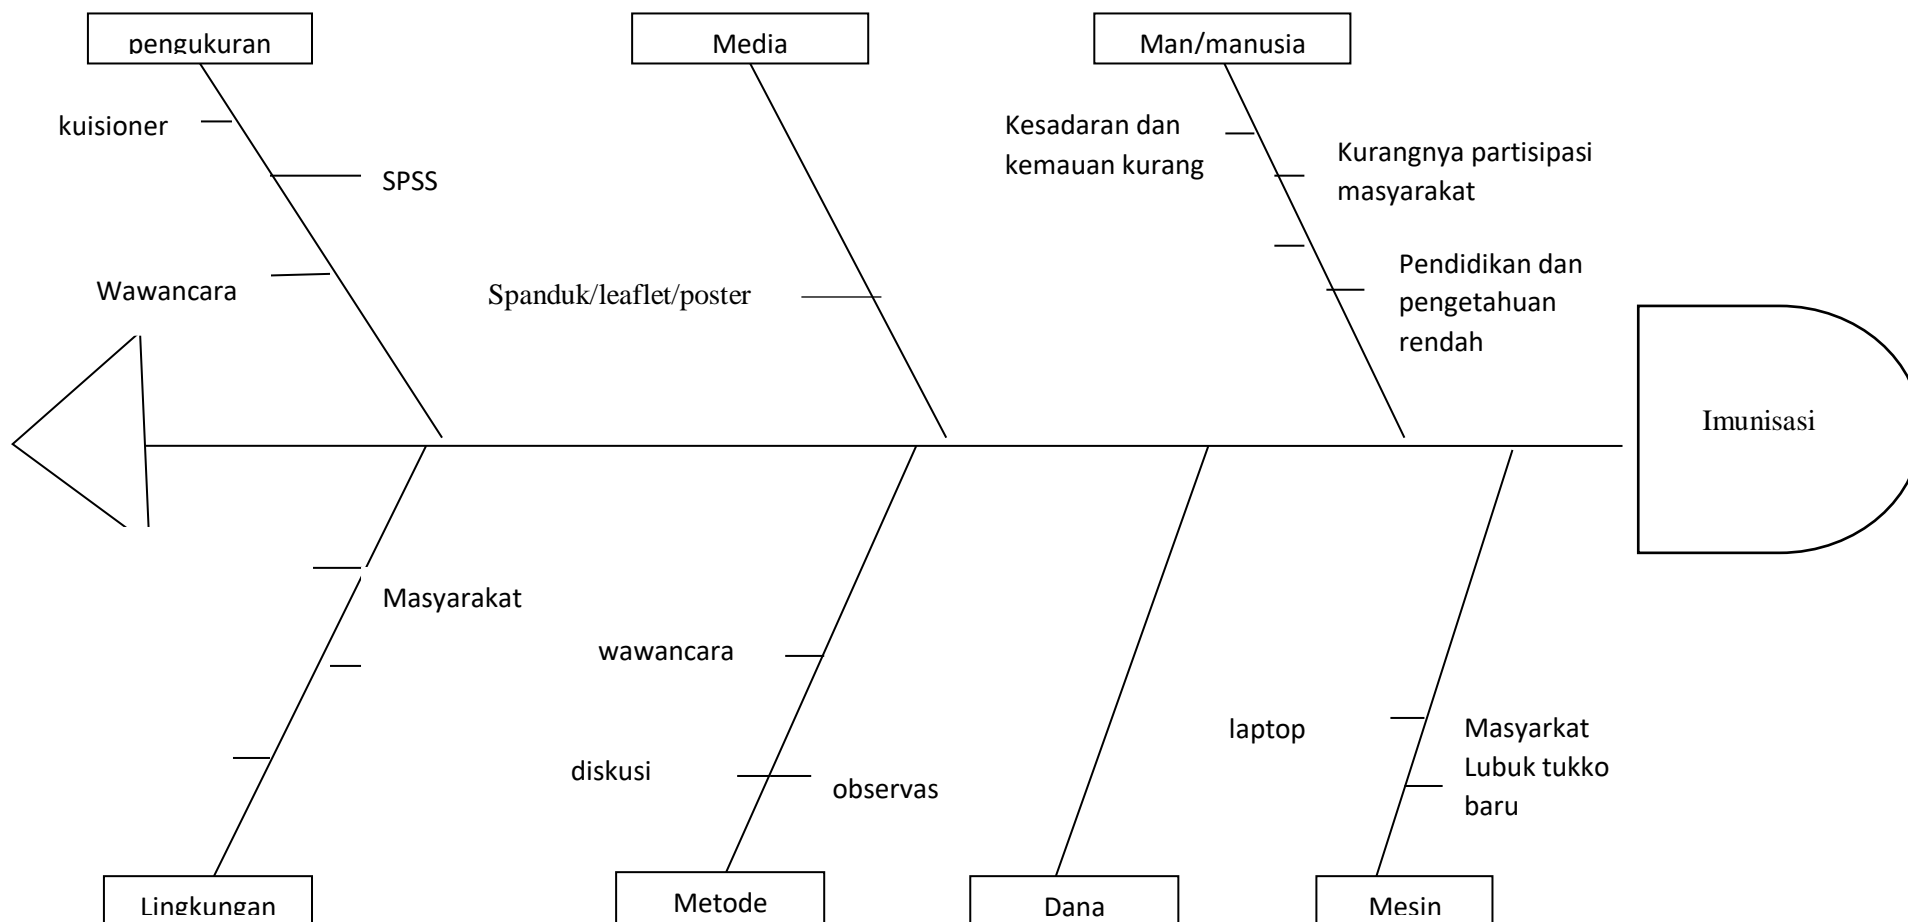 pengukuran
Media
Man/manusia
kuisioner
SPSS
Wawancara
Spanduk/leaflet/poster
Kesadaran dan
kemauan kurang
Kurangnya partisipasi
masyarakat
Pendidikan dan
pengetahuan
rendah
Imunisasi
Masyarakat
wawancara
diskusi
observas
laptop
Masyarkat
Lubuk tukko
baru
Lingkungan
Metode
Dana
Mesin